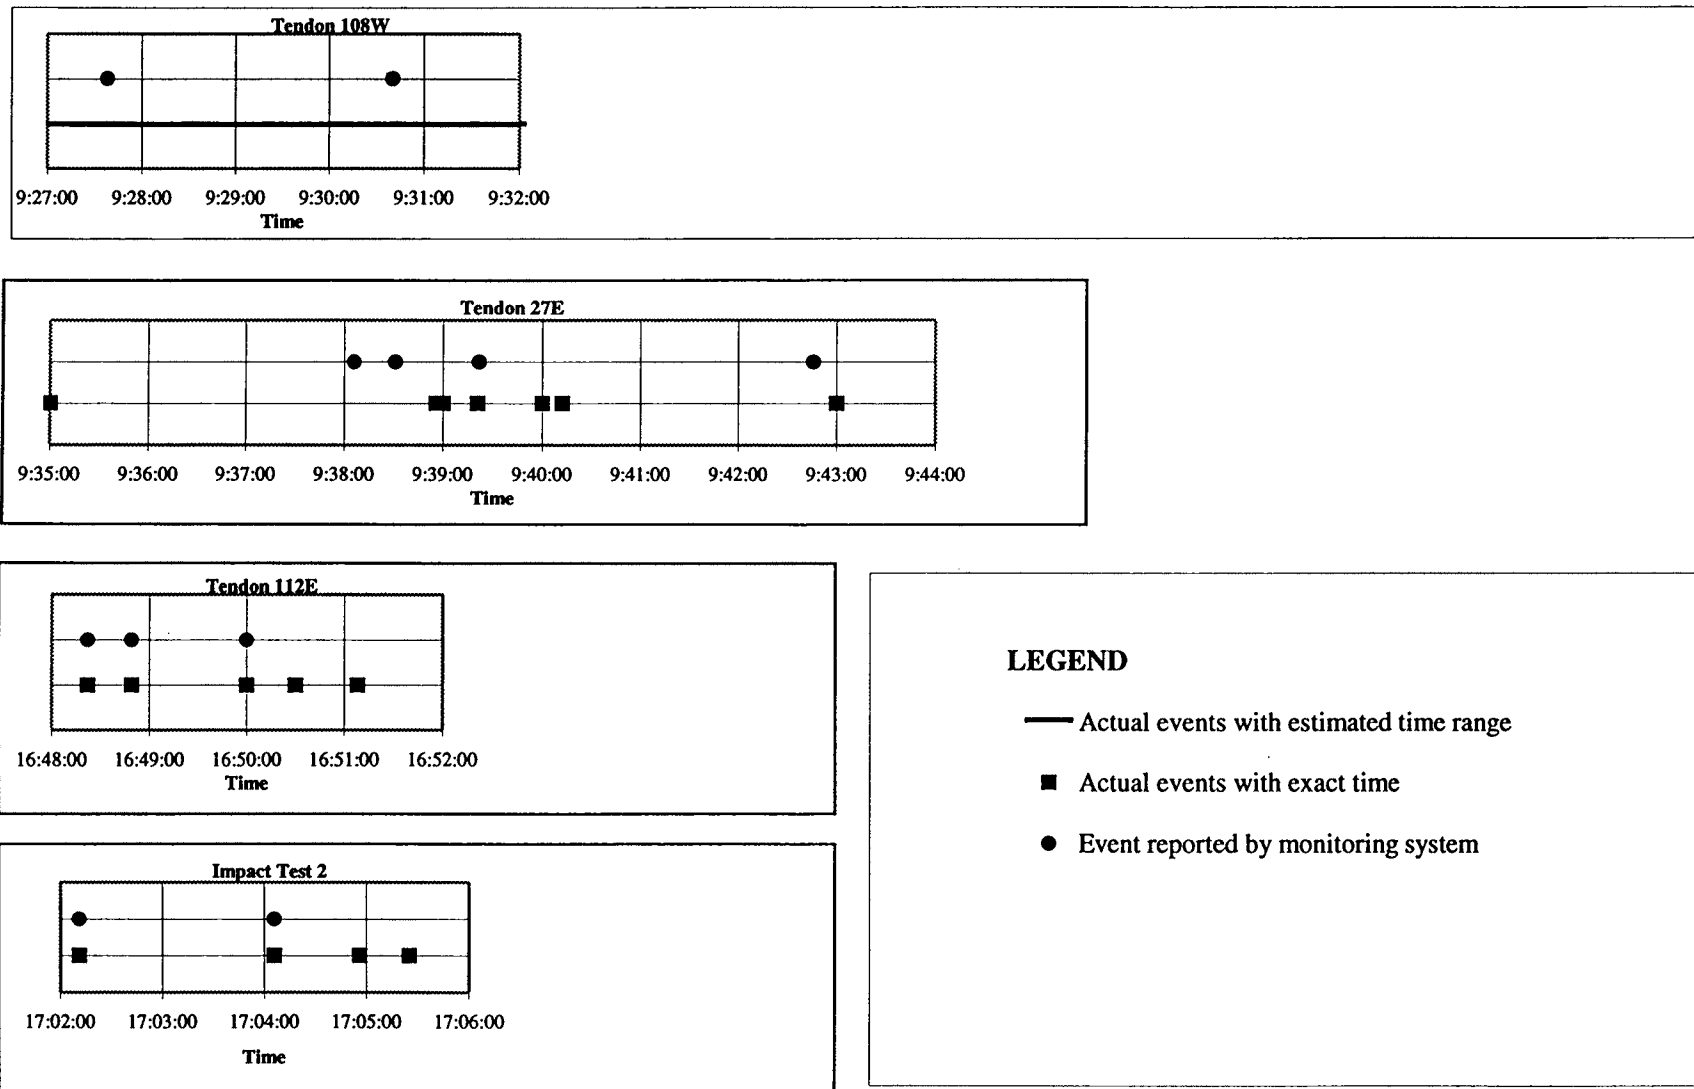 Tendon 108W
9:27:00 9:28:00 9:29:00 9:30:00 9:31:00 9:32:00
Time
Tendon 27E
9:35:00 9:36:00 9:37:00 9:38:00 9:39:00 9:40:00 9:41:00 9:42:00 9:43:00 9:44:00
Time
Tendon 112E
16:48:00 16:49:00 16:50:00 16:51:00 16:52:00
Time
LEGEND
Actual events with estimated time range
Actual events with exact time
Event reported by monitoring system
Impact Test 2
17:02:00 17:03:00 17:04:00 17:05:00 17:06:00
Time